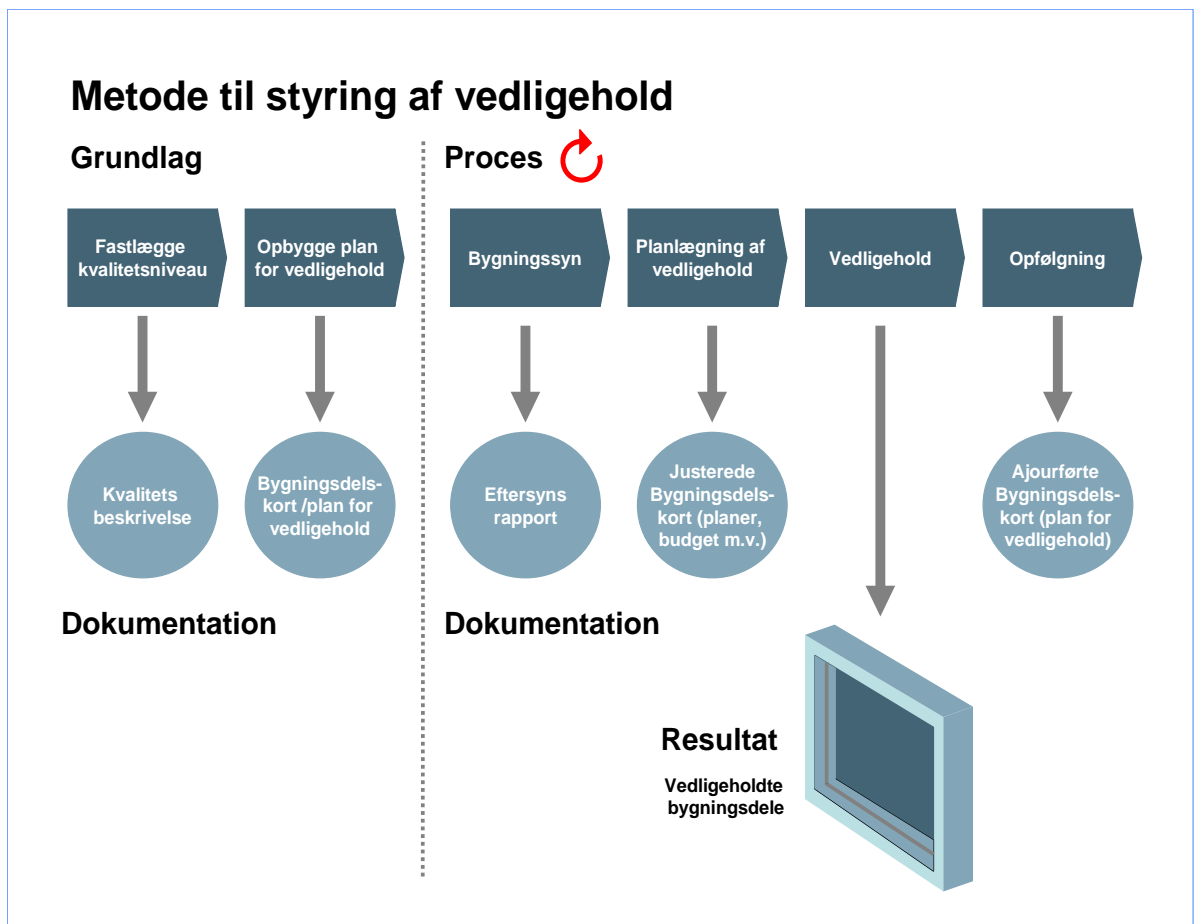 Metode til styring af vedligehold
Grundlag
Proces
Fastlægge
kvalitetsniveau
Opbygge plan
for vedligehold
Bygningssyn
Planlægning af
vedligehold
Vedligehold
Opfølgning
Kvalitets
beskrivelse
Bygningsdels-
kort /plan for
vedligehold
Eftersyns
rapport
Justerede
Bygningsdels-
kort (planer,
budget m.v.)
Ajourførte
Bygningsdels-
kort (plan for
vedligehold)
Dokumentation
Dokumentation
Resultat
Vedligeholdte
bygningsdele